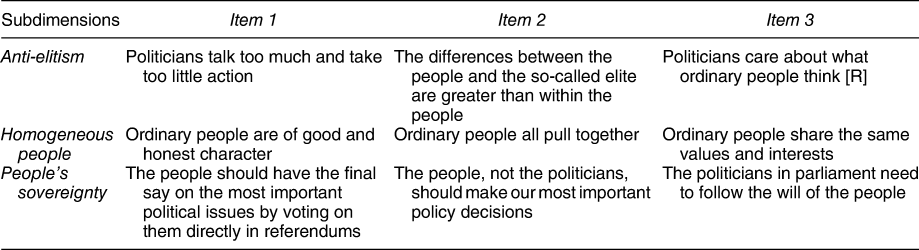 Subdimensions Item 1 Item 2 Item 3
Anti-elitism Politicians talk too much and take The differences between the Politicians care about what
too little action people and the so-called elite ordinary people think [R]
are greater than within the
people
Homogeneous Ordinary people are of good and Ordinary people all pull together Ordinary people share the same
people honest character values and interests
People's The people should have the final The people, not the politicians, The politicians in parliament need
sovereignty say on the most important should make our most important to follow the will of the people
political issues by voting on policy decisions
them directly in referendums